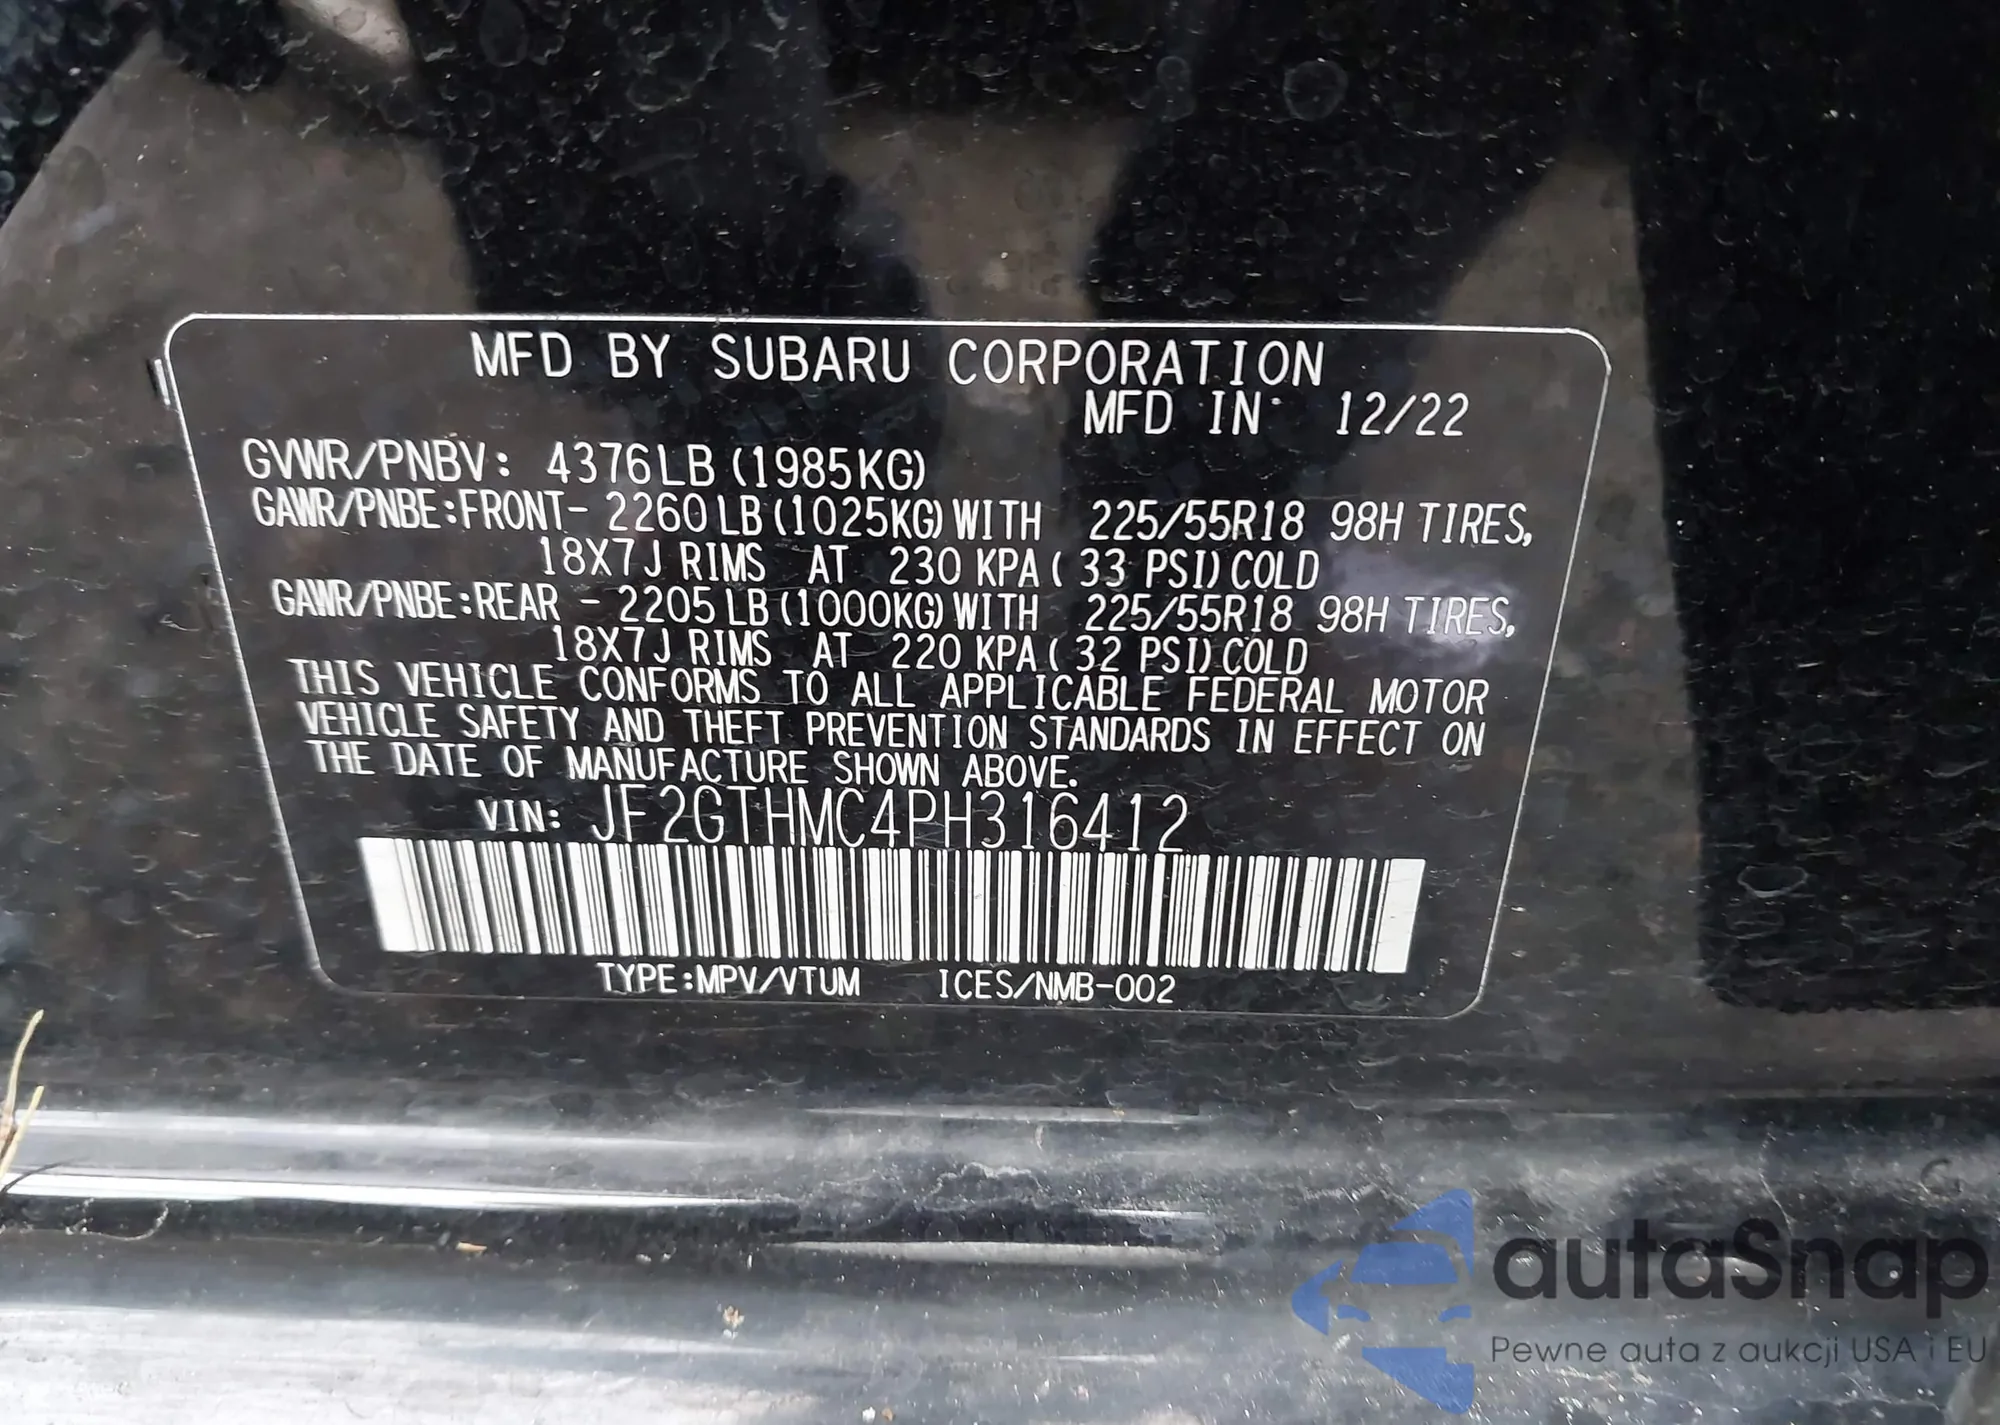 MFD BY SUBARU CORPORATION
MFD IN 12/22
GVWR/PNBV: 4376LB (1985KG)
GAWR/PNBE:FRONT- 2260 LB (1025KG) WITH 225/55R18 98H TIRES,
18X7J RIMS AT 230 KPA ( 33 PSI) COLD
GAWR/PNBE:REAR - 2205 LB (1000KG) WITH 225/55R18 98H TIRES,
18X7J RIMS AT 220 KPA ( 32 PSI) COLD
THIS VEHICLE CONFORMS TO ALL APPLICABLE FEDERAL MOTOR
VEHICLE SAFETY AND THEFT PREVENTION STANDARDS IN EFFECT ON
THE DATE OF MANUFACTURE SHOWN ABOVE.
VIN: JF2GTHMC4PH316412
TYPE:MPV/VTUM ICES/NMB-002
autaSnap
Pewne auta z aukcji USA i EU